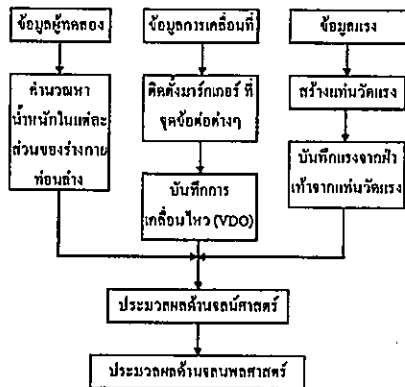 ข้อมูลผู้ทดลอง
คำนวณหา
น้ำหนักในแต่ละ
ส่วนของร่างกาย
ท่อนล่าง
ข้อมูลการเคลื่อนที่
ติดตั้งมาร์กเกอร์ ที่
จุดข้อต่อต่างๆ
บันทึกการ
เคลื่อนไหว (VDO)
ข้อมูลแรง
สร้างแท่นวัดแรง
บันทึกแรงจากฝ่า
เท้าจากแท่นวัดแรง
ประมวลผลด้านจลน์ศาสตร์
ประมวลผลด้านจลนพลศาสตร์